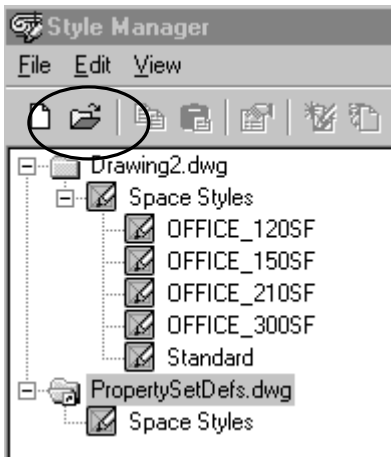 Style Manager
File Edit View
Drawing2.dwg
Space Styles
OFFICE_120SF
OFFICE_150SF
OFFICE_210SF
OFFICE_300SF
Standard
PropertySetDefs.dwg
Space Styles